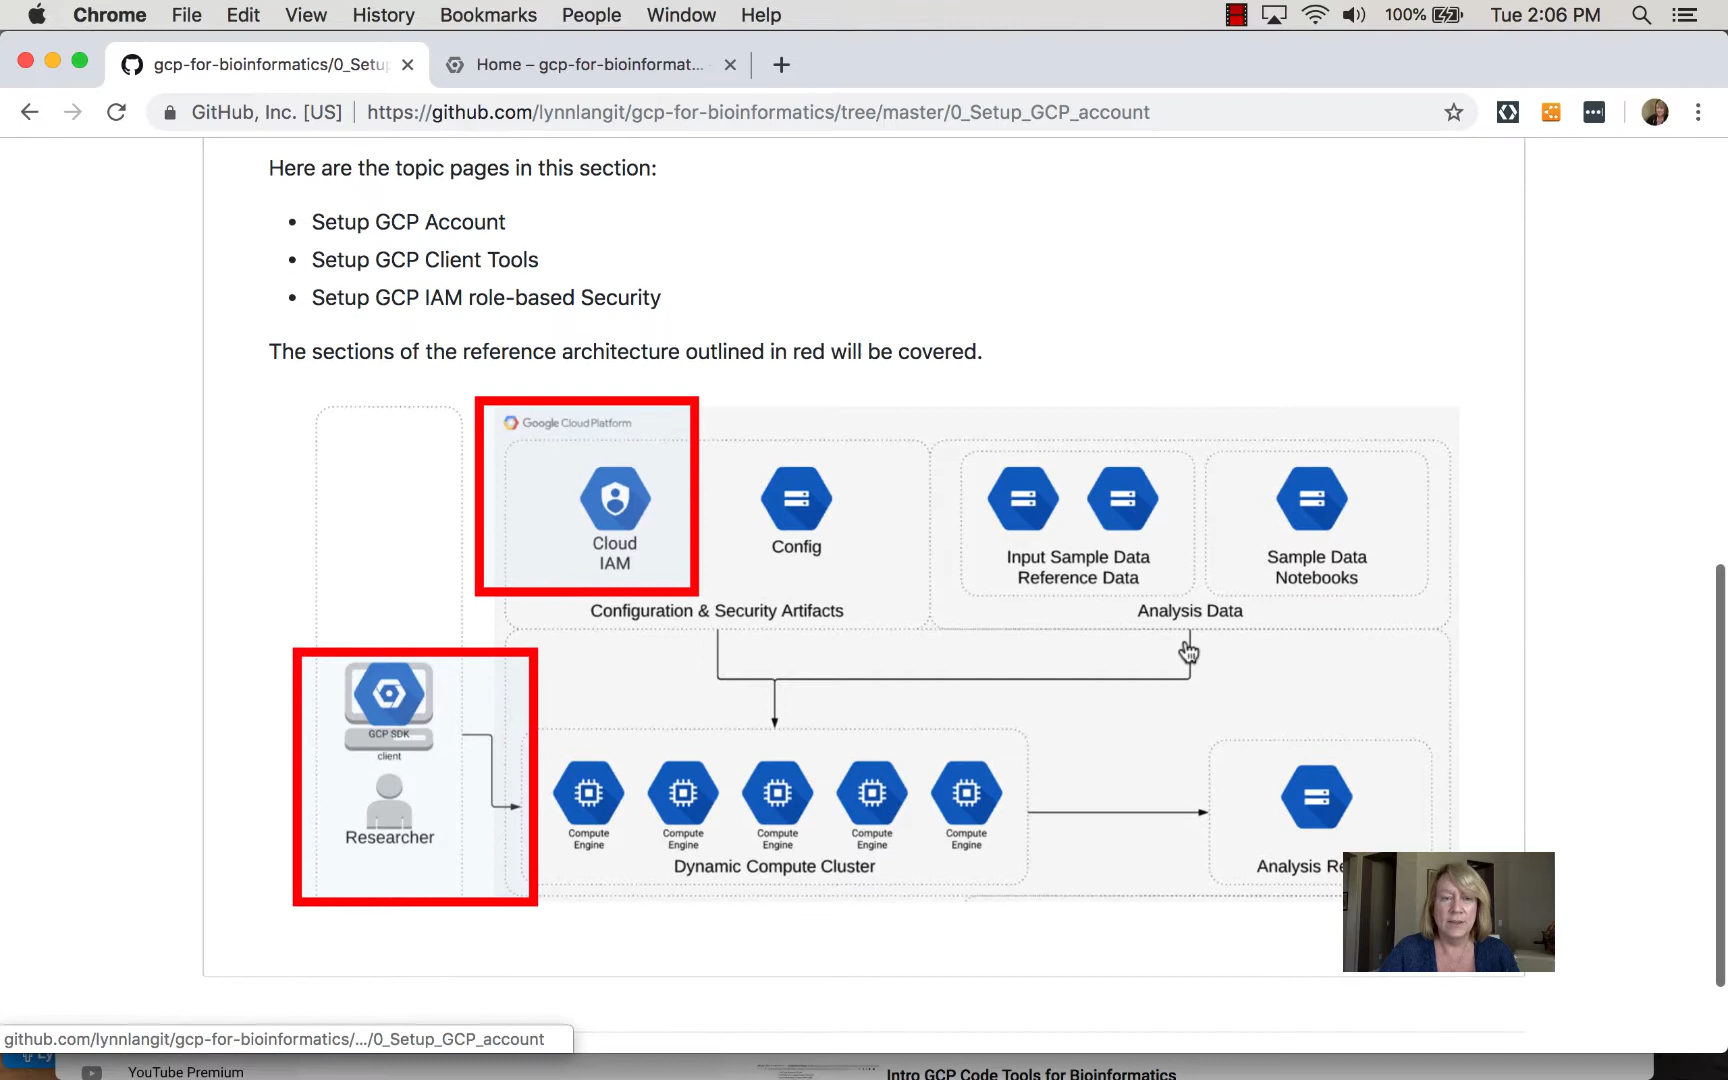 Chrome File Edit View History Bookmarks People Window Help 100% Tue 2:06 PM
gcp-for-bioinformatics/0_Setu Home – gcp-for-bioinformat...
GitHub, Inc. [US] https://github.com/lynnlangit/gcp-for-bioinformatics/tree/master/0_Setup_GCP_account
Here are the topic pages in this section:
• Setup GCP Account
• Setup GCP Client Tools
• Setup GCP IAM role-based Security
The sections of the reference architecture outlined in red will be covered.
Google Cloud Platform
Cloud
IAM
Config
Configuration & Security Artifacts
Input Sample Data
Reference Data
Sample Data
Notebooks
Analysis Data
GCP SDK
client
Researcher
Compute
Engine
Compute
Engine
Compute
Engine
Compute
Engine
Compute
Engine
Dynamic Compute Cluster
Analysis Re
github.com/lynnlangit/gcp-for-bioinformatics/.../0_Setup_GCP_account
YouTube Premium
Intro GCP Code Tools for Bioinformatics